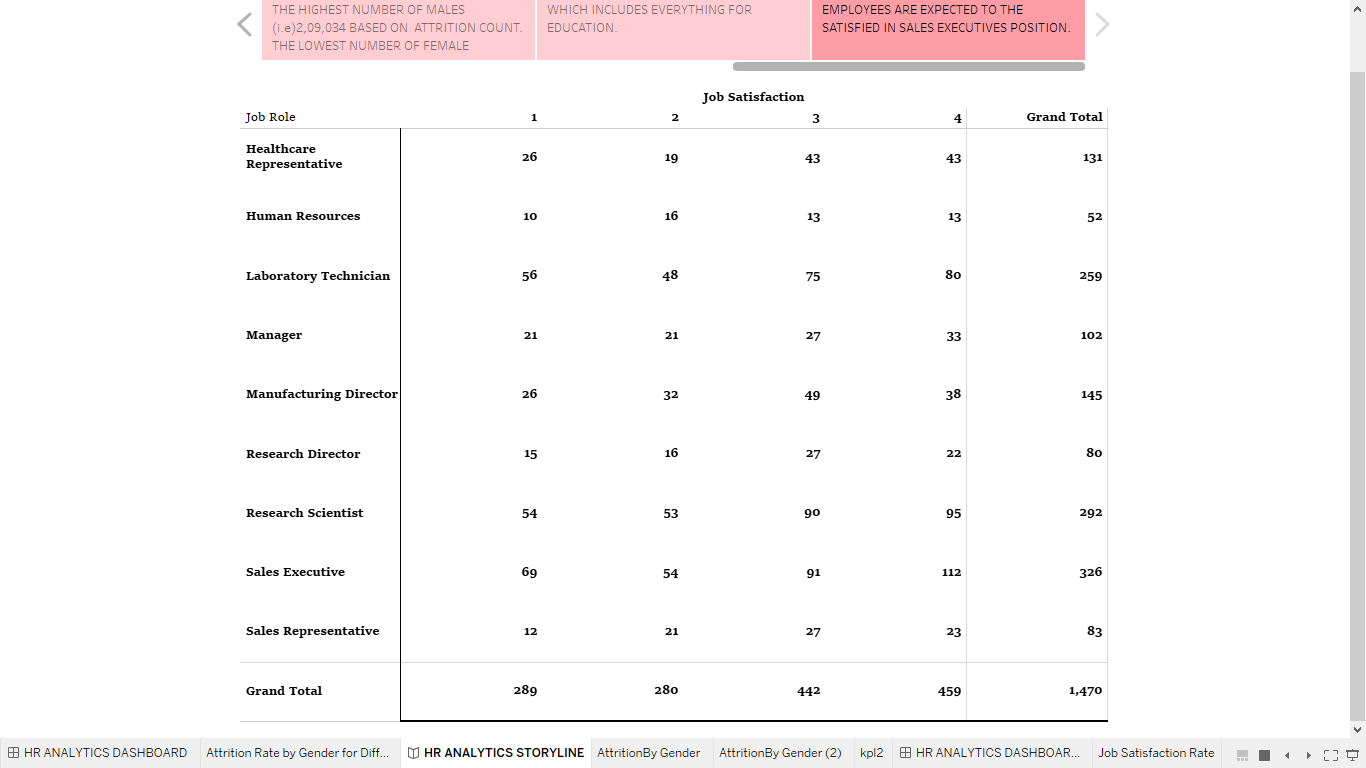 THE HIGHEST NUMBER OF MALES
(i.e)2,09,034 BASED ON ATTRITION COUNT.
THE LOWEST NUMBER OF FEMALE
WHICH INCLUDES EVERYTHING FOR
EDUCATION.
EMPLOYEES ARE EXPECTED TO THE
SATISFIED IN SALES EXECUTIVES POSITION.
Job Satisfaction
Job Role 1 2 3 4 Grand Total
Healthcare
Representative 26 19 43 43 131
Human Resources 10 16 13 13 52
Laboratory Technician 56 48 75 80 259
Manager 21 21 27 33 102
Manufacturing Director 26 32 49 38 145
Research Director 15 16 27 22 80
Research Scientist 54 53 90 95 292
Sales Executive 69 54 91 112 326
Sales Representative 12 21 27 23 83
Grand Total 289 280 442 459 1,470
HR ANALYTICS DASHBOARD Attrition Rate by Gender for Diff... HR ANALYTICS STORYLINE AttritionBy Gender AttritionBy Gender (2) kpI2 HR ANALYTICS DASHBOAR... Job Satisfaction Rate